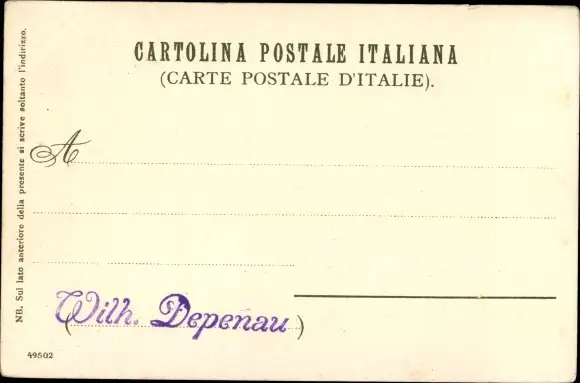 CARTOLINA POSTALE ITALIANA
(CARTE POSTALE D'ITALIE).
A
(Wilh. Depenau)
49502
NB. Sul lato anteriore della presente si scrive soltanto l'indirizzo.